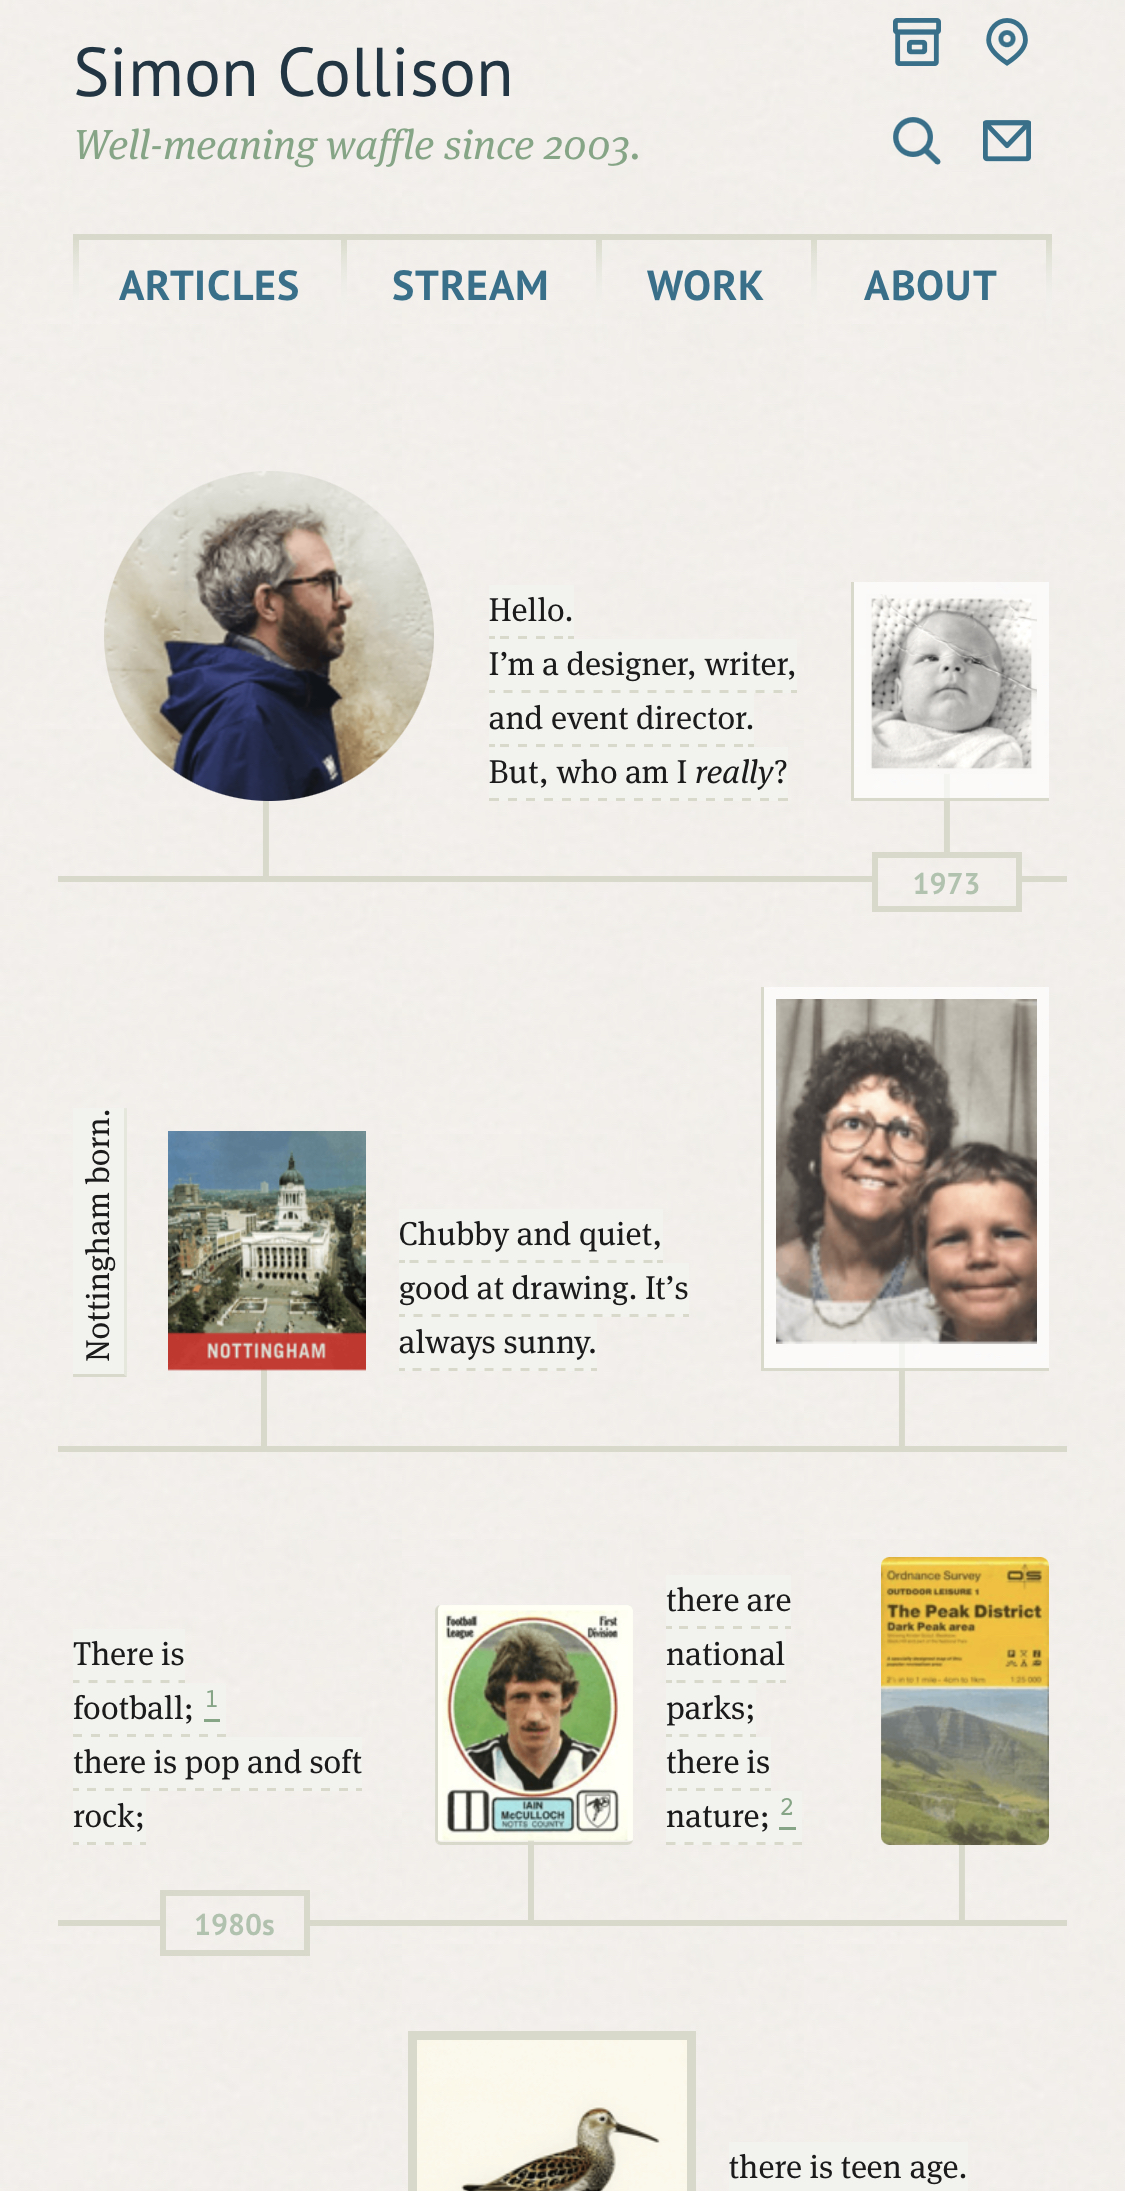 Simon Collison
Well-meaning waffle since 2003.
ARTICLES
STREAM
WORK
ABOUT
Hello.
I’m a designer, writer,
and event director.
But, who am I really?
1973
Nottingham born.
NOTTINGHAM
Chubby and quiet,
good at drawing. It’s
always sunny.
There is
football; 1
there is pop and soft
rock;
Football
League
First
Division
IAIN
McCULLOCH
NOTTS COUNTY
there are
national
parks;
there is
nature; 2
Ordnance Survey
OS
OUTDOOR LEISURE 1
The Peak District
Dark Peak area
1:25 000
1980s
there is teen age.